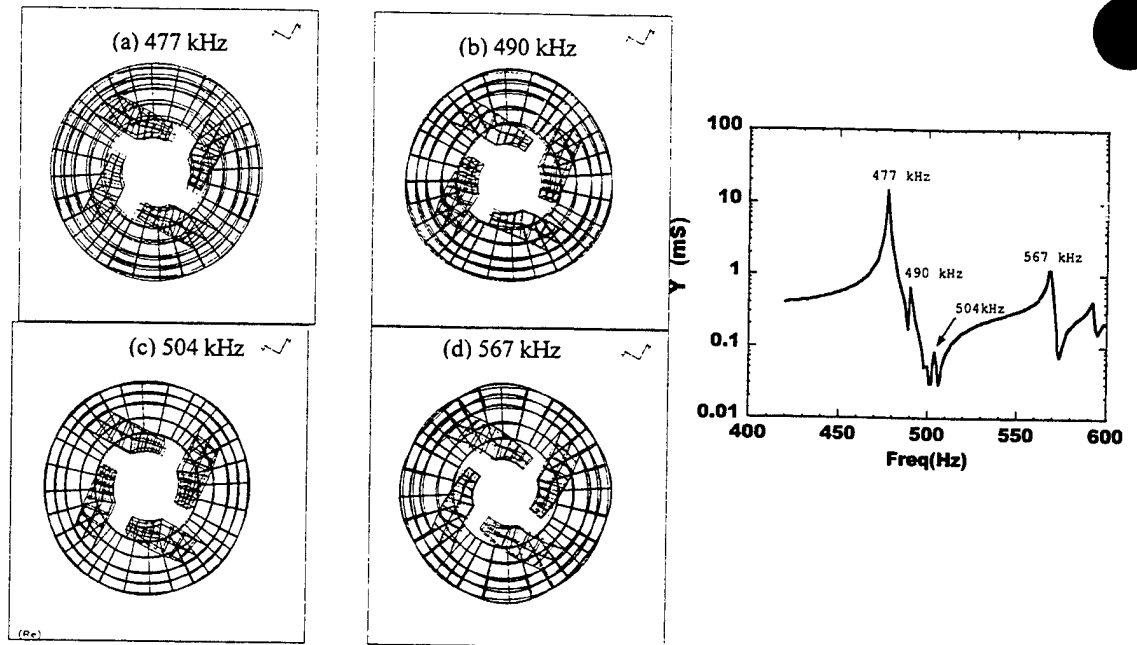 (a) 477 kHz
(b) 490 kHz
(c) 504 kHz
(d) 567 kHz
(Re)
100
10
1
0.1
0.01
Y (mS)
477 kHz
490 kHz
504kHz
567 kHz
400
450
500
550
600
Freq(Hz)